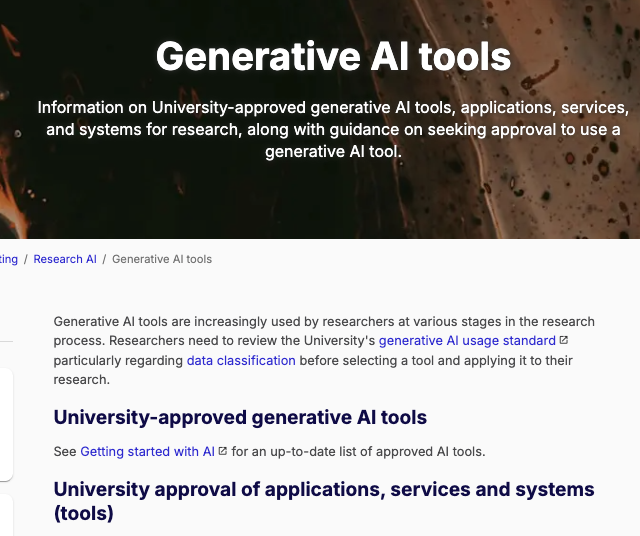 Generative AI tools
Information on University-approved generative AI tools, applications, services,
and systems for research, along with guidance on seeking approval to use a
generative AI tool.
ting / Research AI / Generative AI tools
Generative AI tools are increasingly used by researchers at various stages in the research
process. Researchers need to review the University's generative AI usage standard
particularly regarding data classification before selecting a tool and applying it to their
research.
University-approved generative AI tools
See Getting started with AI for an up-to-date list of approved AI tools.
University approval of applications, services and systems
(tools)